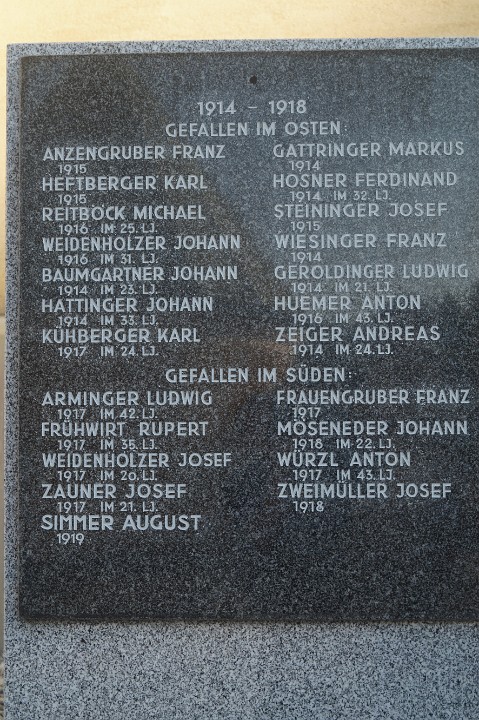 1914 - 1918
GEFALLEN IM OSTEN:
ANZENGRUBER FRANZ
1915
HEFTBERGER KARL
1915
REITBÖCK MICHAEL
1916 IM 25. LJ.
WEIDENHOLZER JOHANN
1916 IM 31. LJ.
BAUMGARTNER JOHANN
1914 IM 23. LJ.
HATTINGER JOHANN
1914 IM 33. LJ.
KÜHBERGER KARL
1917 IM 24. LJ.
GATTRINGER MARKUS
1914
HOSNER FERDINAND
1914 IM 32. LJ.
STEININGER JOSEF
1915
WIESINGER FRANZ
1914
GEROLDINGER LUDWIG
1914 IM 21. LJ.
HUEMER ANTON
1916 IM 43. LJ.
ZEIGER ANDREAS
1914 IM 24. LJ.
GEFALLEN IM SÜDEN:
ARMINGER LUDWIG
1917 IM 42. LJ.
FRÜHWIRT RUPERT
1917 IM 35. LJ.
WEIDENHOLZER JOSEF
1917 IM 20. LJ.
ZAUNER JOSEF
1917 IM 21. LJ.
SIMMER AUGUST
1919
FRAUENGRUBER FRANZ
1917
MÖSENEDER JOHANN
1918 IM 22. LJ.
WÜRZL ANTON
1917 IM 43. LJ.
ZWEIMÜLLER JOSEF
1918